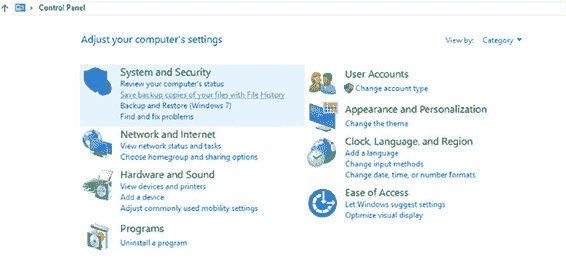 Control Panel
Adjust your computer's settings
View by: Category
System and Security
Review your computer's status
Save backup copies of your files with File History
Backup and Restore (Windows 7)
Find and fix problems
Network and Internet
View network status and tasks
Choose homegroup and sharing options
Hardware and Sound
View devices and printers
Add a device
Adjust commonly used mobility settings
Programs
Uninstall a program
User Accounts
Change account type
Appearance and Personalization
Change the theme
Clock, Language, and Region
Add a language
Change input methods
Change date, time, or number formats
Ease of Access
Let Windows suggest settings
Optimize visual display